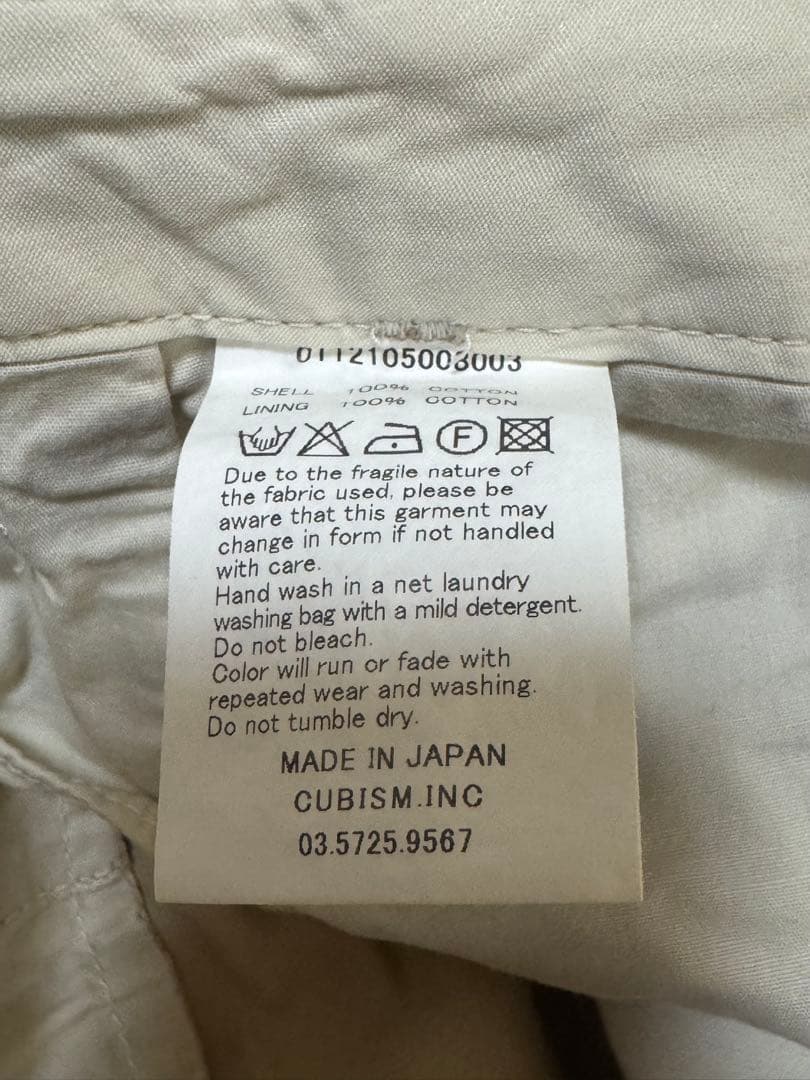 0112105003003
SHELL 100% COTTON
LINING 100% COTTON
F
Due to the fragile nature of
the fabric used, please be
aware that this garment may
change in form if not handled
with care.
Hand wash in a net laundry
washing bag with a mild detergent.
Do not bleach.
Color will run or fade with
repeated wear and washing.
Do not tumble dry.
MADE IN JAPAN
CUBISM.INC
03.5725.9567